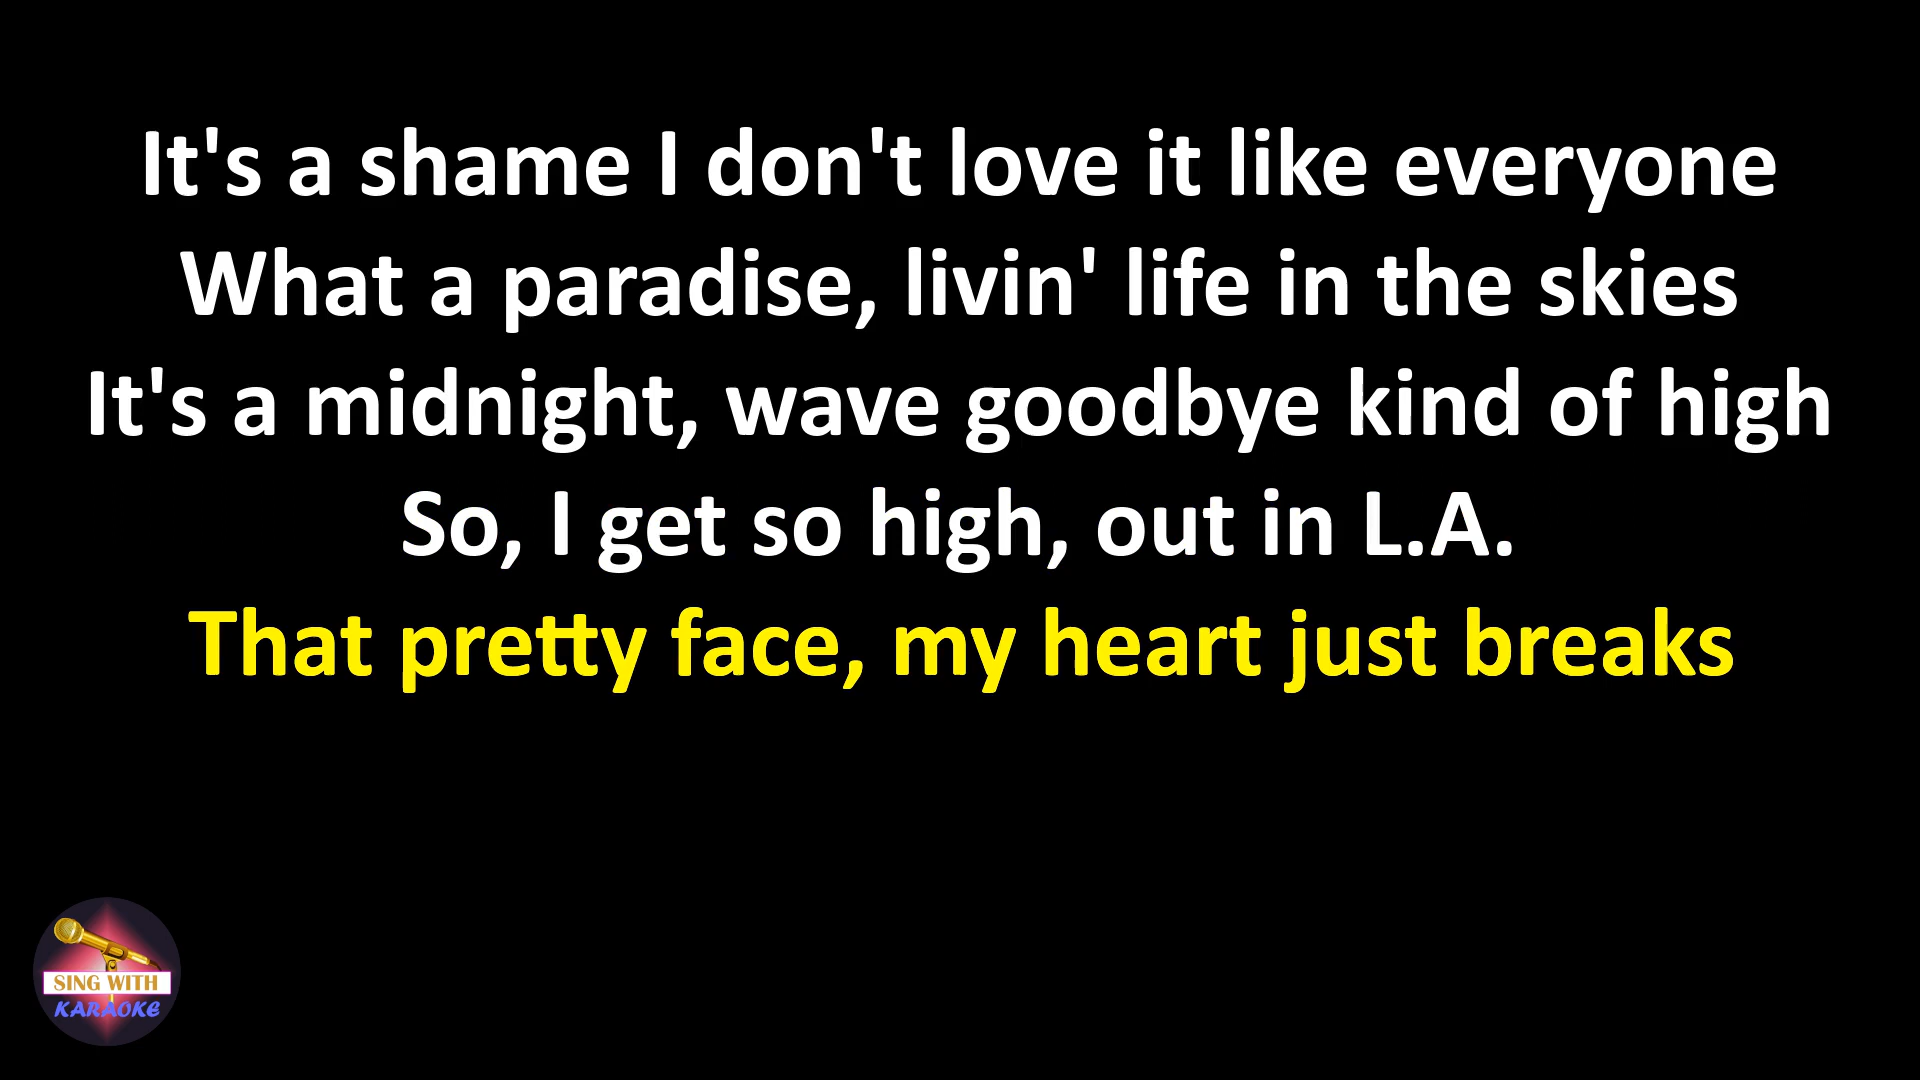 It's a shame I don't love it like everyone
What a paradise, livin' life in the skies
It's a midnight, wave goodbye kind of high
So, I get so high, out in L.A.
That pretty face, my heart just breaks
SING WITH
KARAOKE